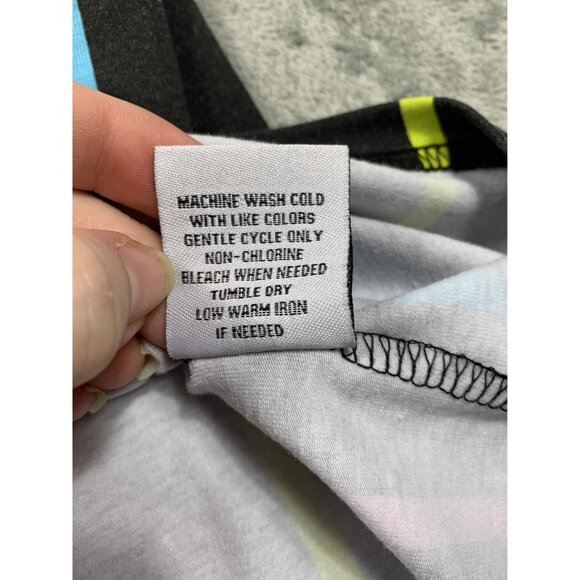 MACHINE WASH COLD
WITH LIKE COLORS
GENTLE CYCLE ONLY
NON-CHLORINE
BLEACH WHEN NEEDED
TUMBLE DRY
LOW WARM IRON
IF NEEDED